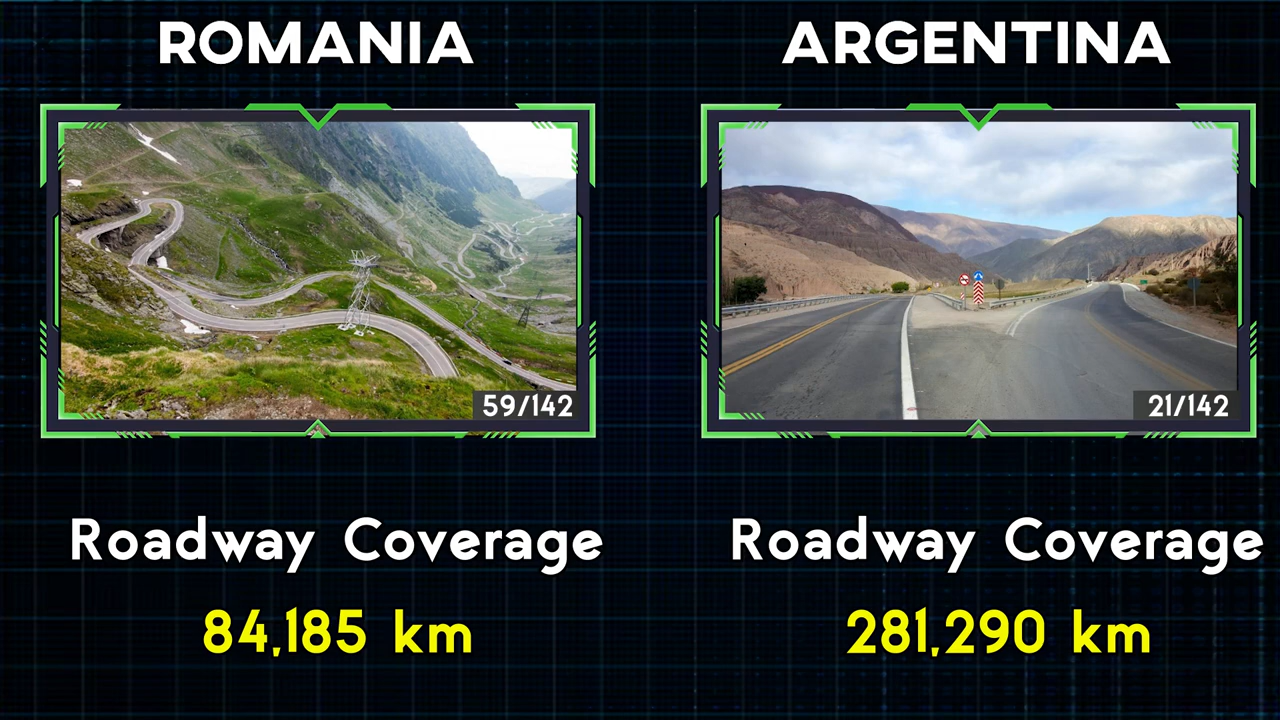 ROMANIA
59/142
Roadway Coverage
84,185 km
ARGENTINA
21/142
Roadway Coverage
281,290 km